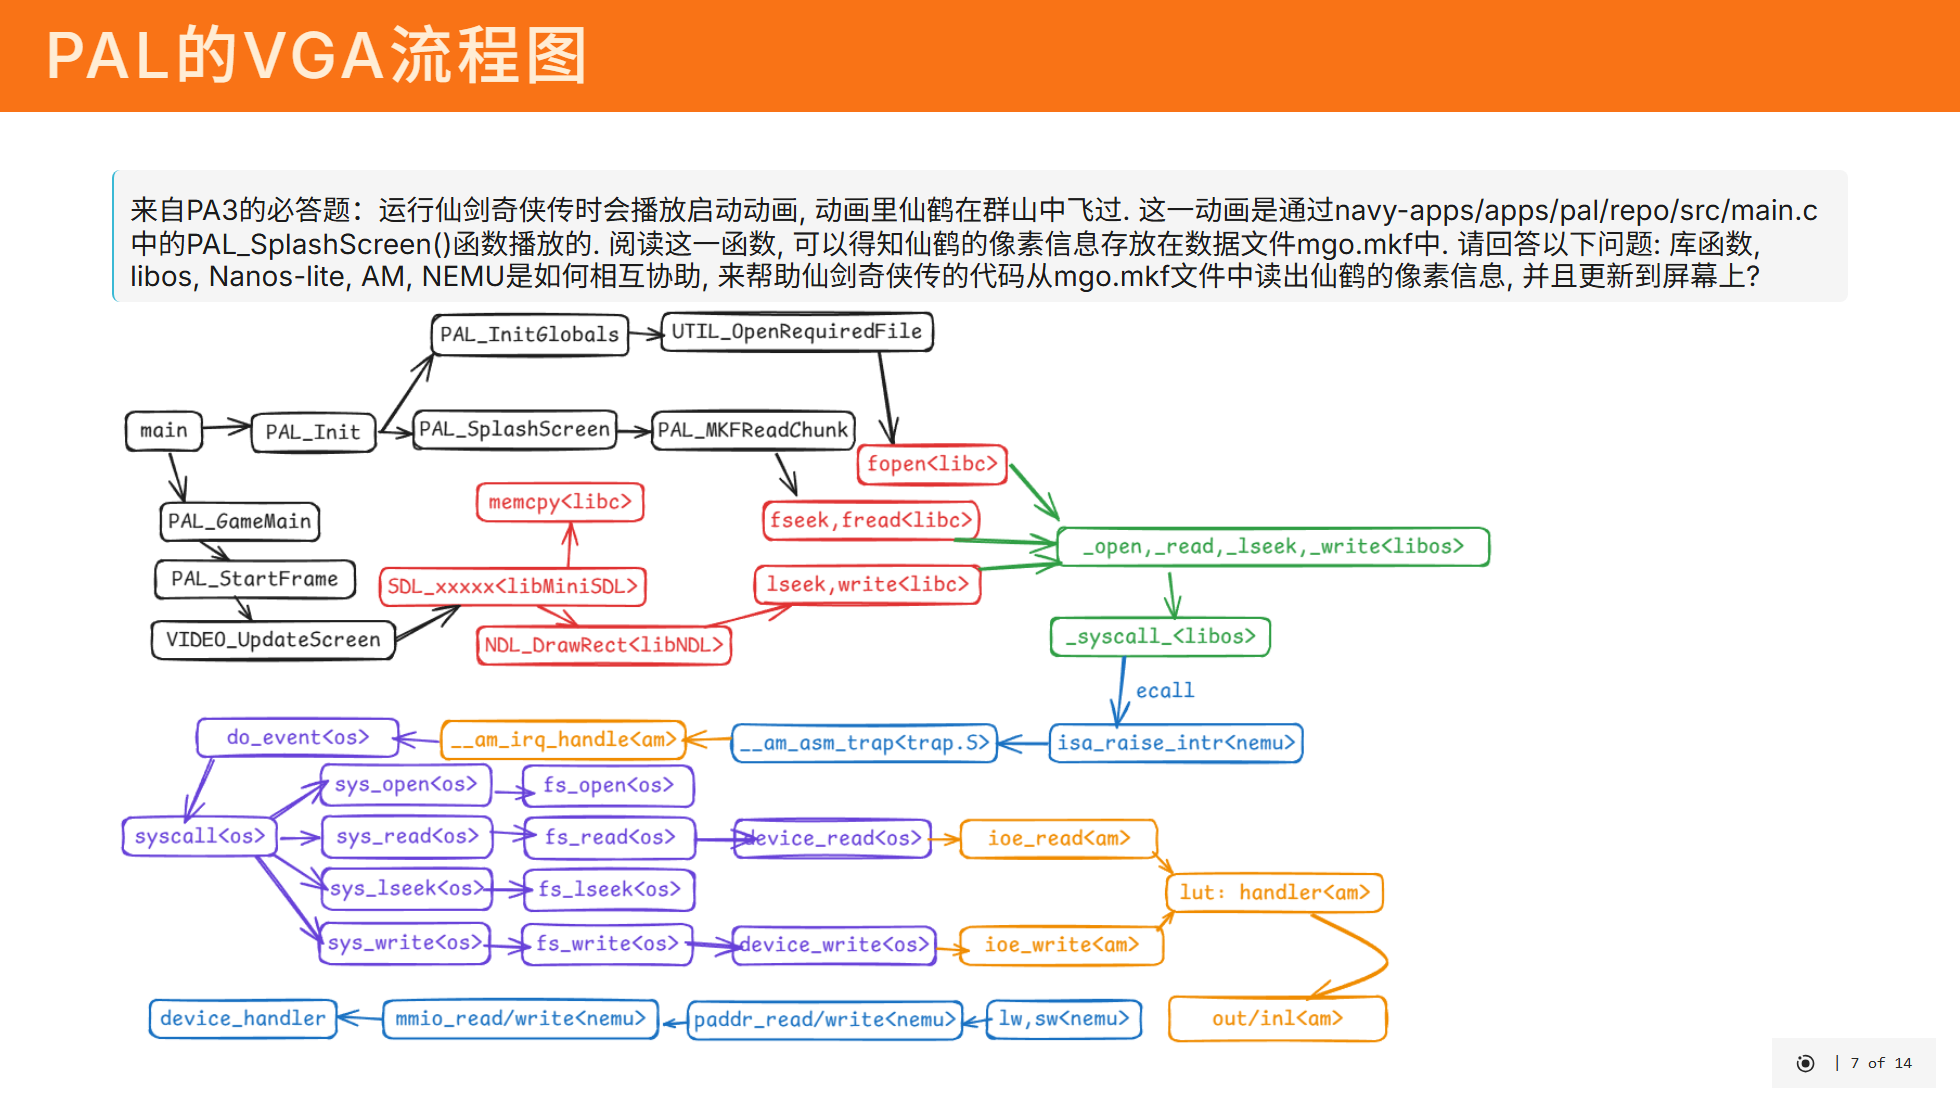 PAL的VGA流程图
来自PA3的必答题：运行仙剑奇侠传时会播放启动动画, 动画里仙鹤在群山中飞过. 这一动画是通过navy-apps/apps/pal/repo/src/main.c
中的PAL_SplashScreen()函数播放的. 阅读这一函数, 可以得知仙鹤的像素信息存放在数据文件mgo.mkf中. 请回答以下问题: 库函数,
libos, Nanos-lite, AM, NEMU是如何相互协助, 来帮助仙剑奇侠传的代码从mgo.mkf文件中读出仙鹤的像素信息, 并且更新到屏幕上?
PAL_InitGlobals
UTIL_OpenRequiredFile
main
PAL_Init
PAL_SplashScreen
PAL_MKFReadChunk
fopen<libc>
memcpy<libc>
PAL_GameMain
fseek,fread<libc>
_open,_read,_lseek,_write<libos>
PAL_StartFrame
SDL_xxxxx<libMiniSDL>
lseek,write<libc>
VIDEO_UpdateScreen
NDL_DrawRect<libNDL>
_syscall_<libos>
ecall
do_event<os>
__am_irq_handle<am>
__am_asm_trap<trap.S>
isa_raise_intr<nemu>
sys_open<os>
fs_open<os>
syscall<os>
sys_read<os>
fs_read<os>
device_read<os>
ioe_read<am>
sys_lseek<os>
fs_lseek<os>
lut: handler<am>
sys_write<os>
fs_write<os>
device_write<os>
ioe_write<am>
device_handler
mmio_read/write<nemu>
paddr_read/write<nemu>
lw,sw<nemu>
out/inl<am>
| 7 of 14